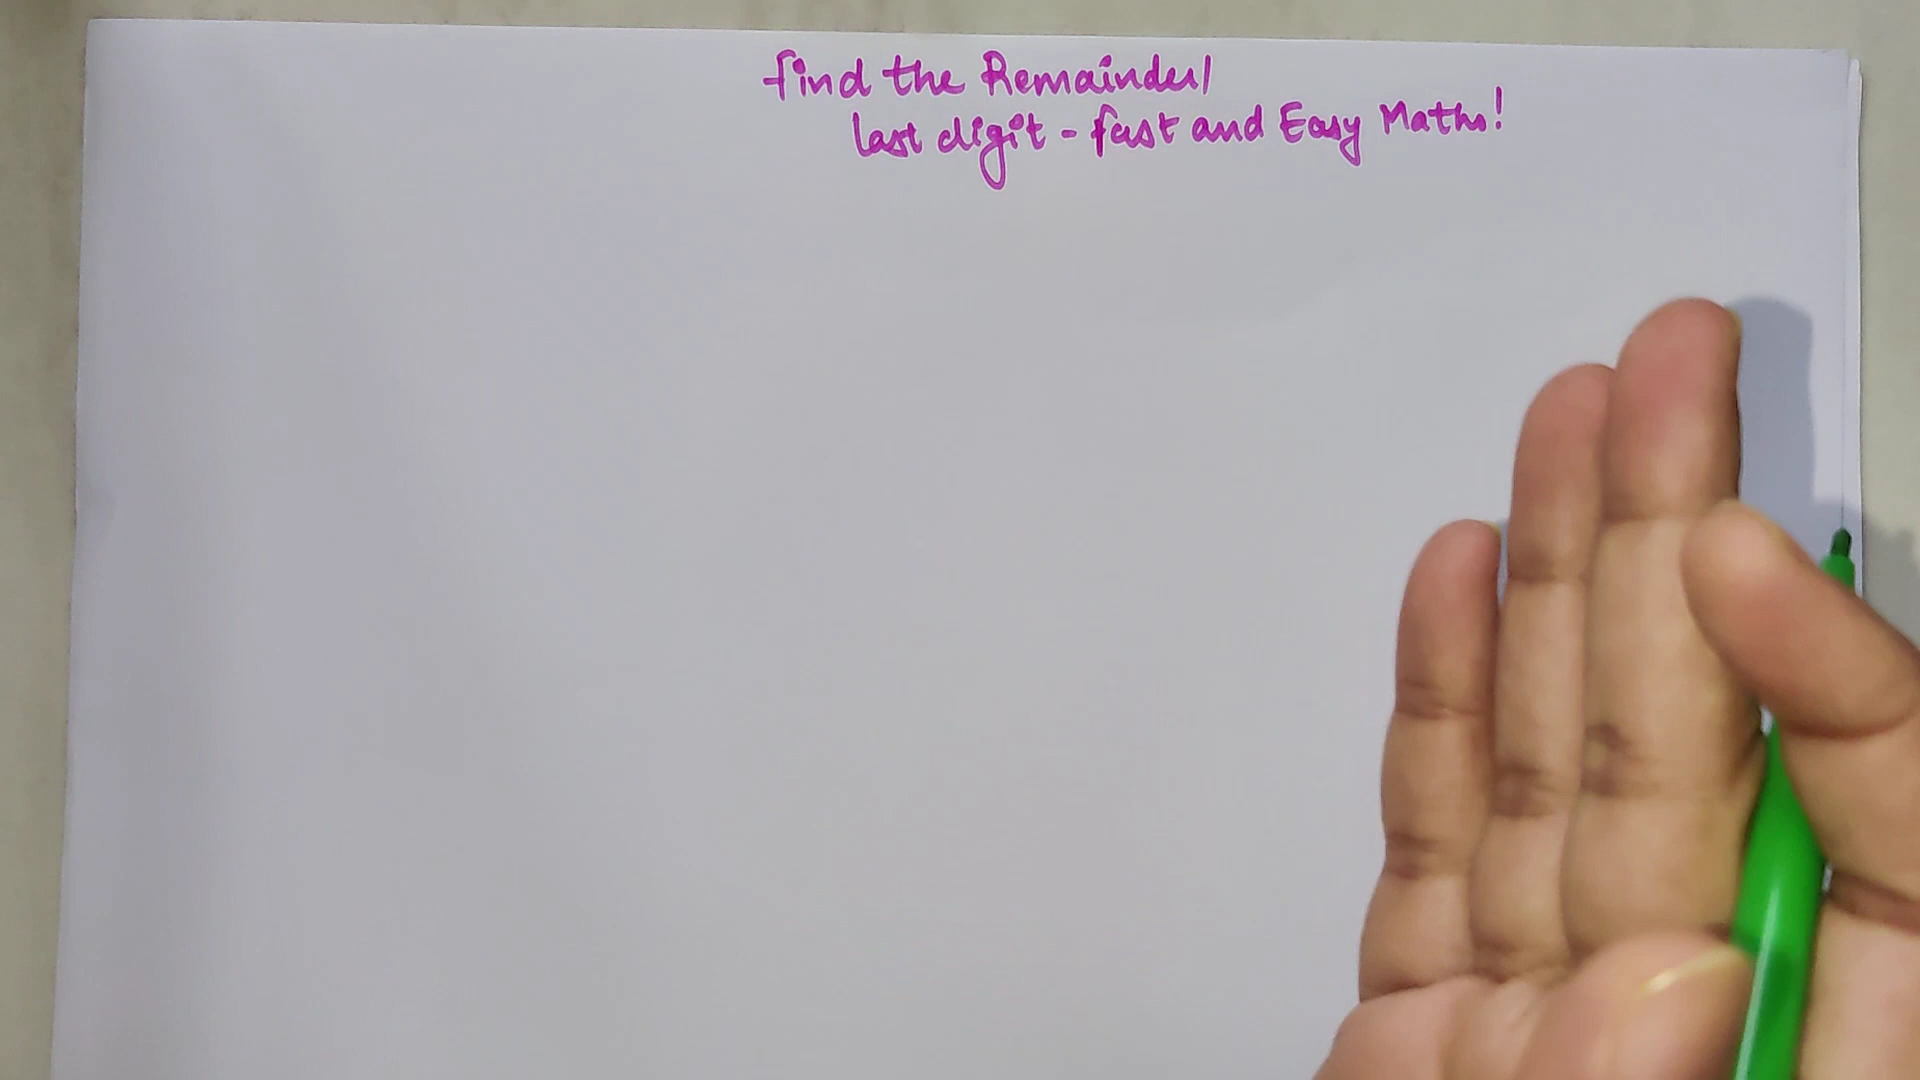 find the Remainder/
last digit - fast and Easy Maths!